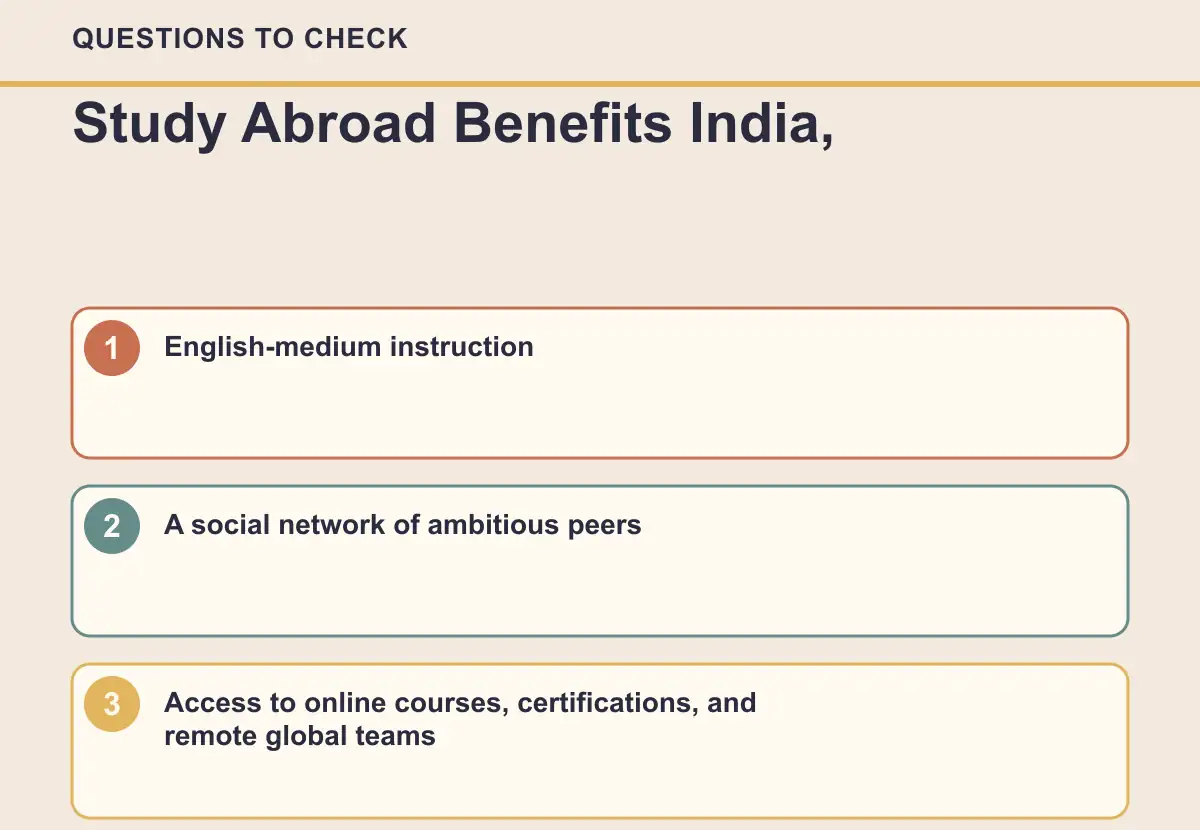 QUESTIONS TO CHECK
Study Abroad Benefits India,
1
English-medium instruction
2
A social network of ambitious peers
3
Access to online courses, certifications, and
remote global teams